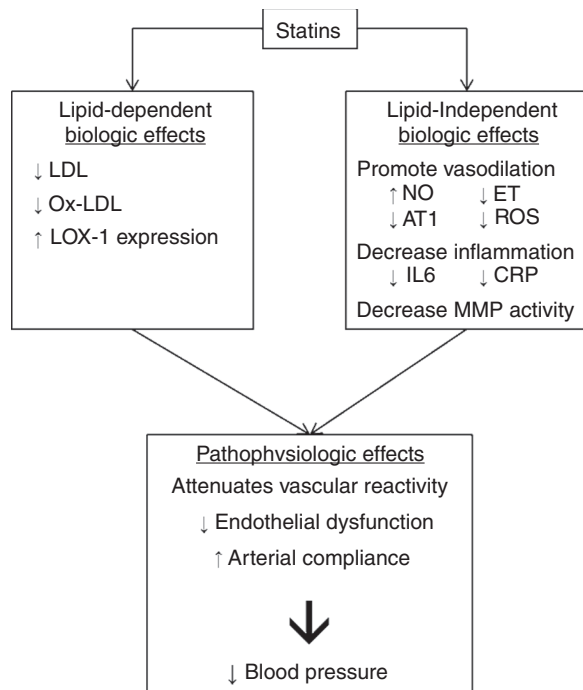 Statins
Lipid-dependent
biologic effects
↓ LDL
↓ Ox-LDL
↑ LOX-1 expression
Lipid-Independent
biologic effects
Promote vasodilation
↑ NO ↓ ET
↓ AT1 ↓ ROS
Decrease inflammation
↓ IL6 ↓ CRP
Decrease MMP activity
Pathophvsiologic effects
Attenuates vascular reactivity
↓ Endothelial dysfunction
↑ Arterial compliance
↓ Blood pressure